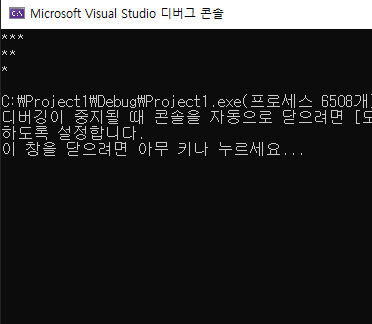 Microsoft Visual Studio 디버그 콘솔
***
**
*
C:₩Project1₩Debug₩Project1.exe(프로세스 6508개)
디버깅이 중지될 때 콘솔을 자동으로 닫으려면 [도
하도록 설정합니다.
이 창을 닫으려면 아무 키나 누르세요...